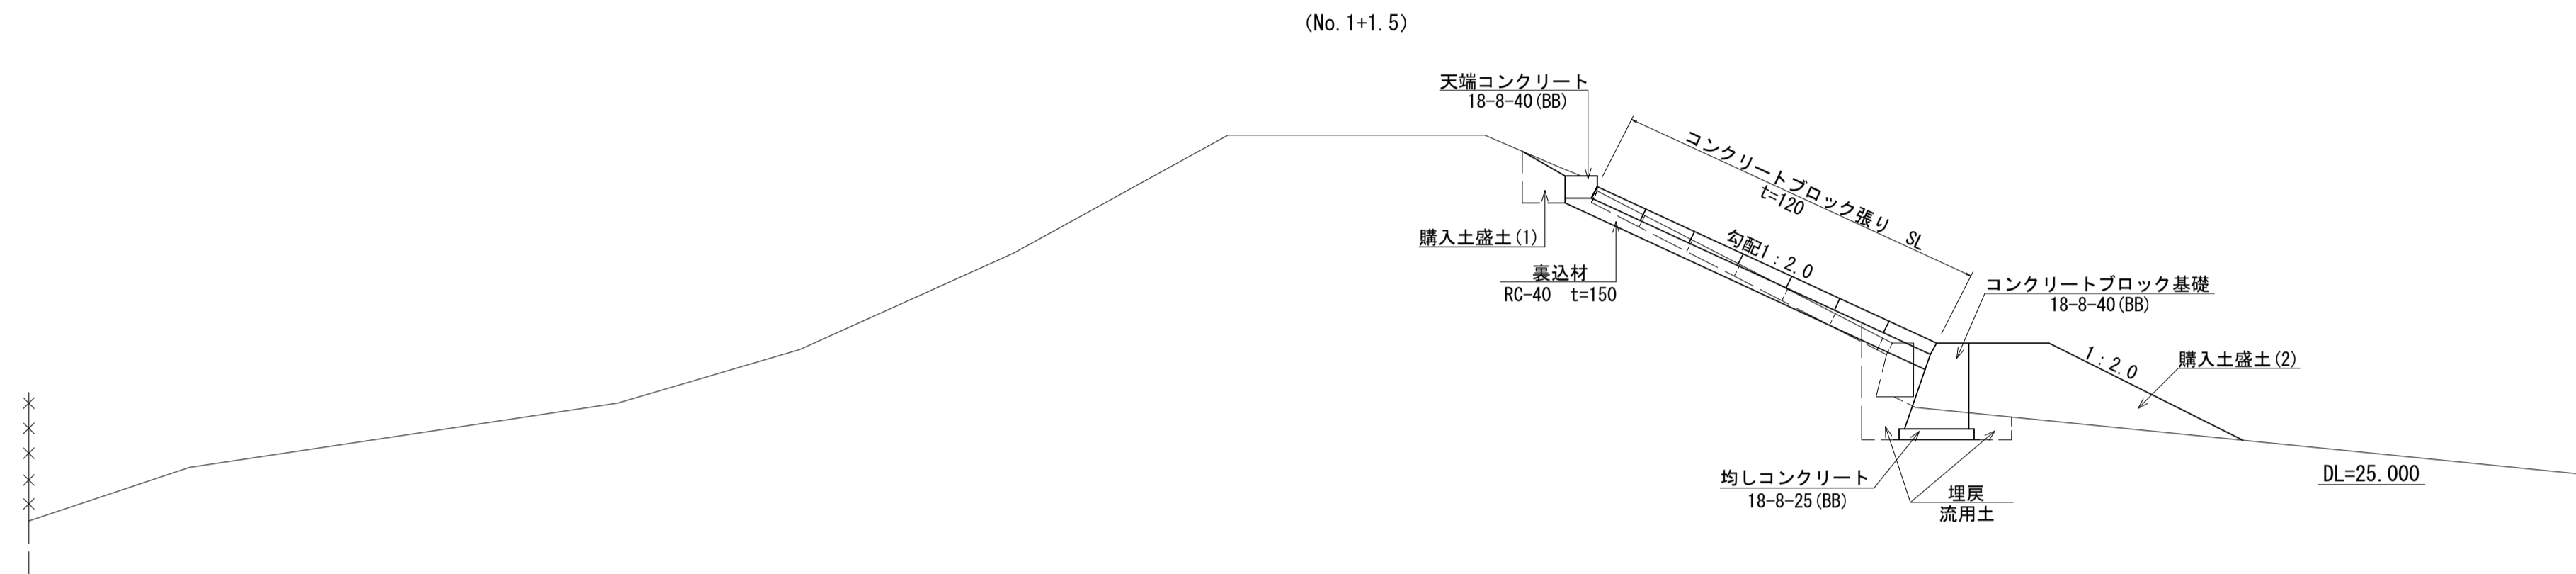 (No.1+1.5)
天端コンクリート
18-8-40(BB)
コンクリートブロック張り SL
t=120
購入土盛土(1)
勾配1:2.0
裏込材
RC-40 t=150
コンクリートブロック基礎
18-8-40(BB)
1:2.0
購入土盛土(2)
均しコンクリート
18-8-25(BB)
埋戻
流用土
DL=25.000